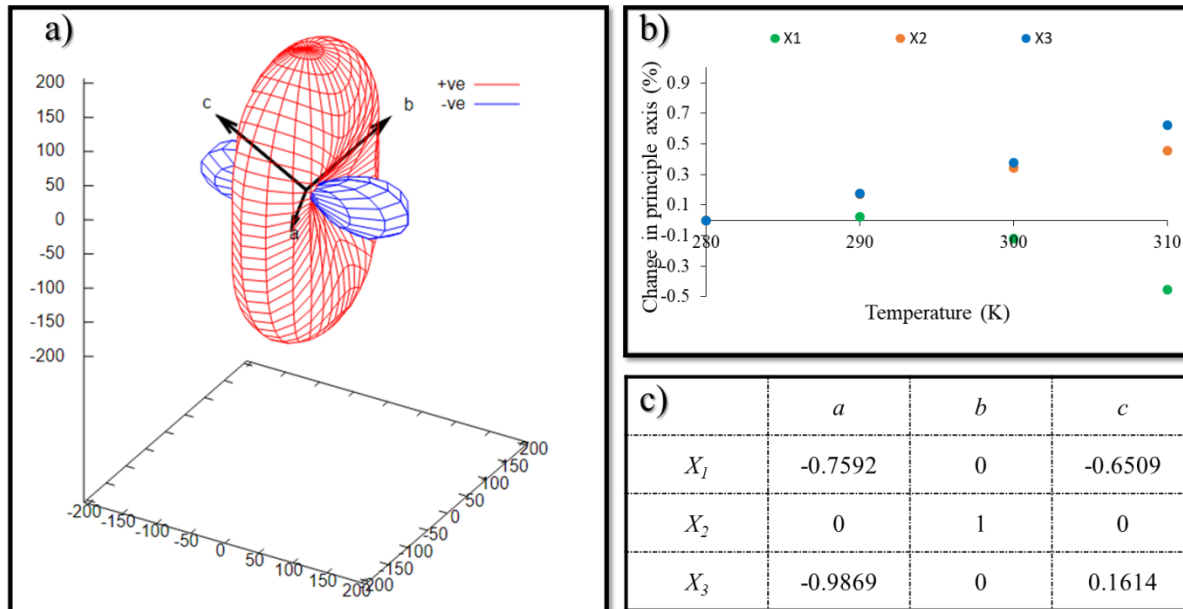 a)
200
150
100
50
0
-50
-100
-150
-200
+ve
-ve
c
b
a
-200
-150
-100
-50
0
50
100
150
200
-200
-150
-100
-50
0
50
100
150
200
b)
X1 X2 X3
Change in principle axis (%)
0.9
0.7
0.5
0.3
0.1
-0.1
-0.3
-0.5
280 290 300 310
Temperature (K)
c)
a b c
X1 -0.7592 0 -0.6509
X2 0 1 0
X3 -0.9869 0 0.1614